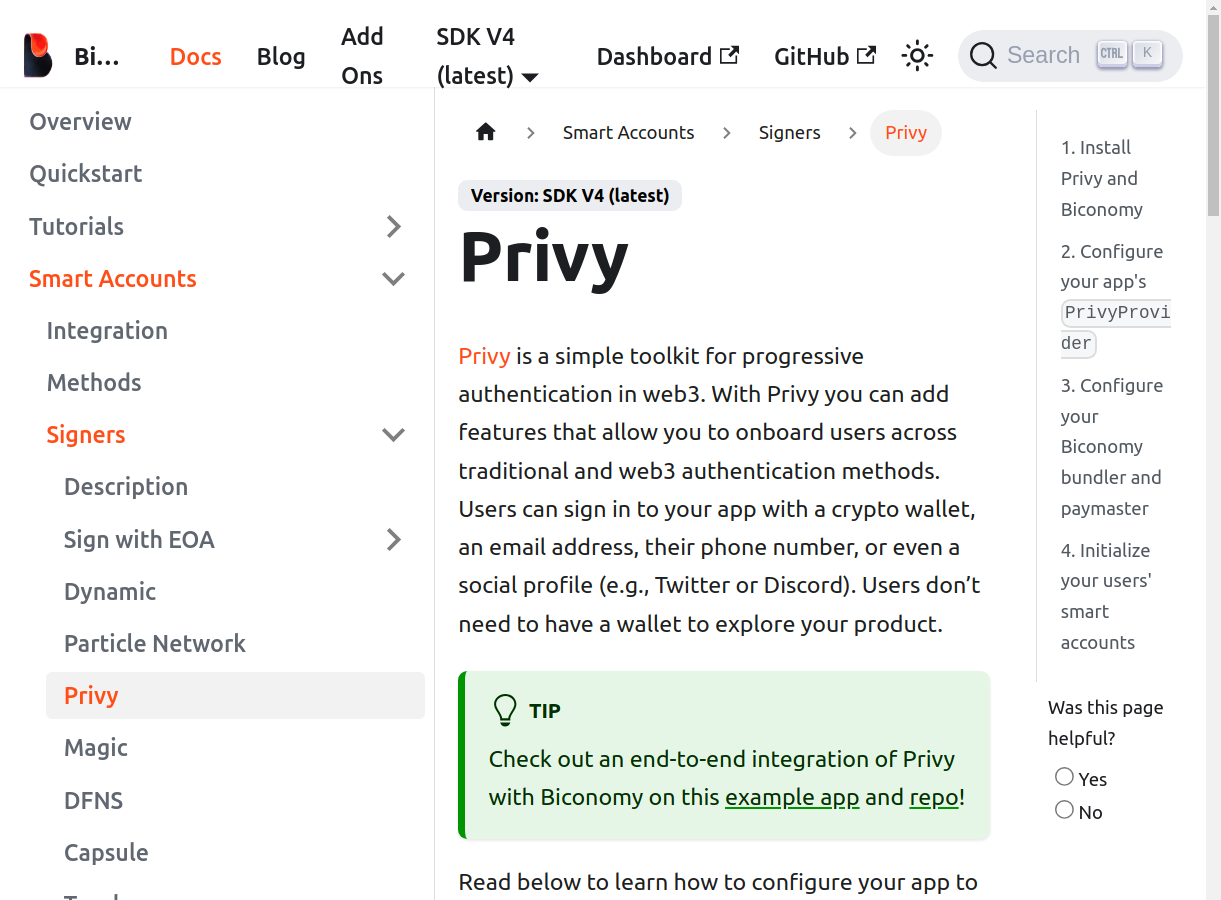 Bi...
Docs
Blog
Add
Ons
SDK V4
(latest)
Dashboard
GitHub
Search
CTRL
K
Overview
Quickstart
Tutorials
Smart Accounts
Integration
Methods
Signers
Description
Sign with EOA
Dynamic
Particle Network
Privy
Magic
DFNS
Capsule
Smart Accounts
Signers
Privy
Version: SDK V4 (latest)
Privy
Privy is a simple toolkit for progressive
authentication in web3. With Privy you can add
features that allow you to onboard users across
traditional and web3 authentication methods.
Users can sign in to your app with a crypto wallet,
an email address, their phone number, or even a
social profile (e.g., Twitter or Discord). Users don’t
need to have a wallet to explore your product.
TIP
Check out an end-to-end integration of Privy
with Biconomy on this example app and repo!
Read below to learn how to configure your app to
1. Install
Privy and
Biconomy
2. Configure
your app's
PrivyProvi
der
3. Configure
your
Biconomy
bundler and
paymaster
4. Initialize
your users'
smart
accounts
Was this page
helpful?
Yes
No